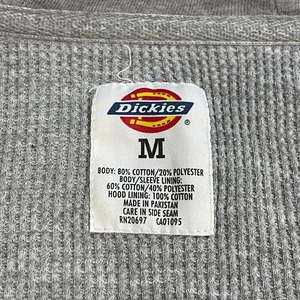 Dickies
®
M
BODY: 80% COTTON/20% POLYESTER
BODY/SLEEVE LINING:
60% COTTON/40% POLYESTER
HOOD LINING: 100% COTTON
MADE IN PAKISTAN
CARE IN SIDE SEAM
RN20697 CA01095